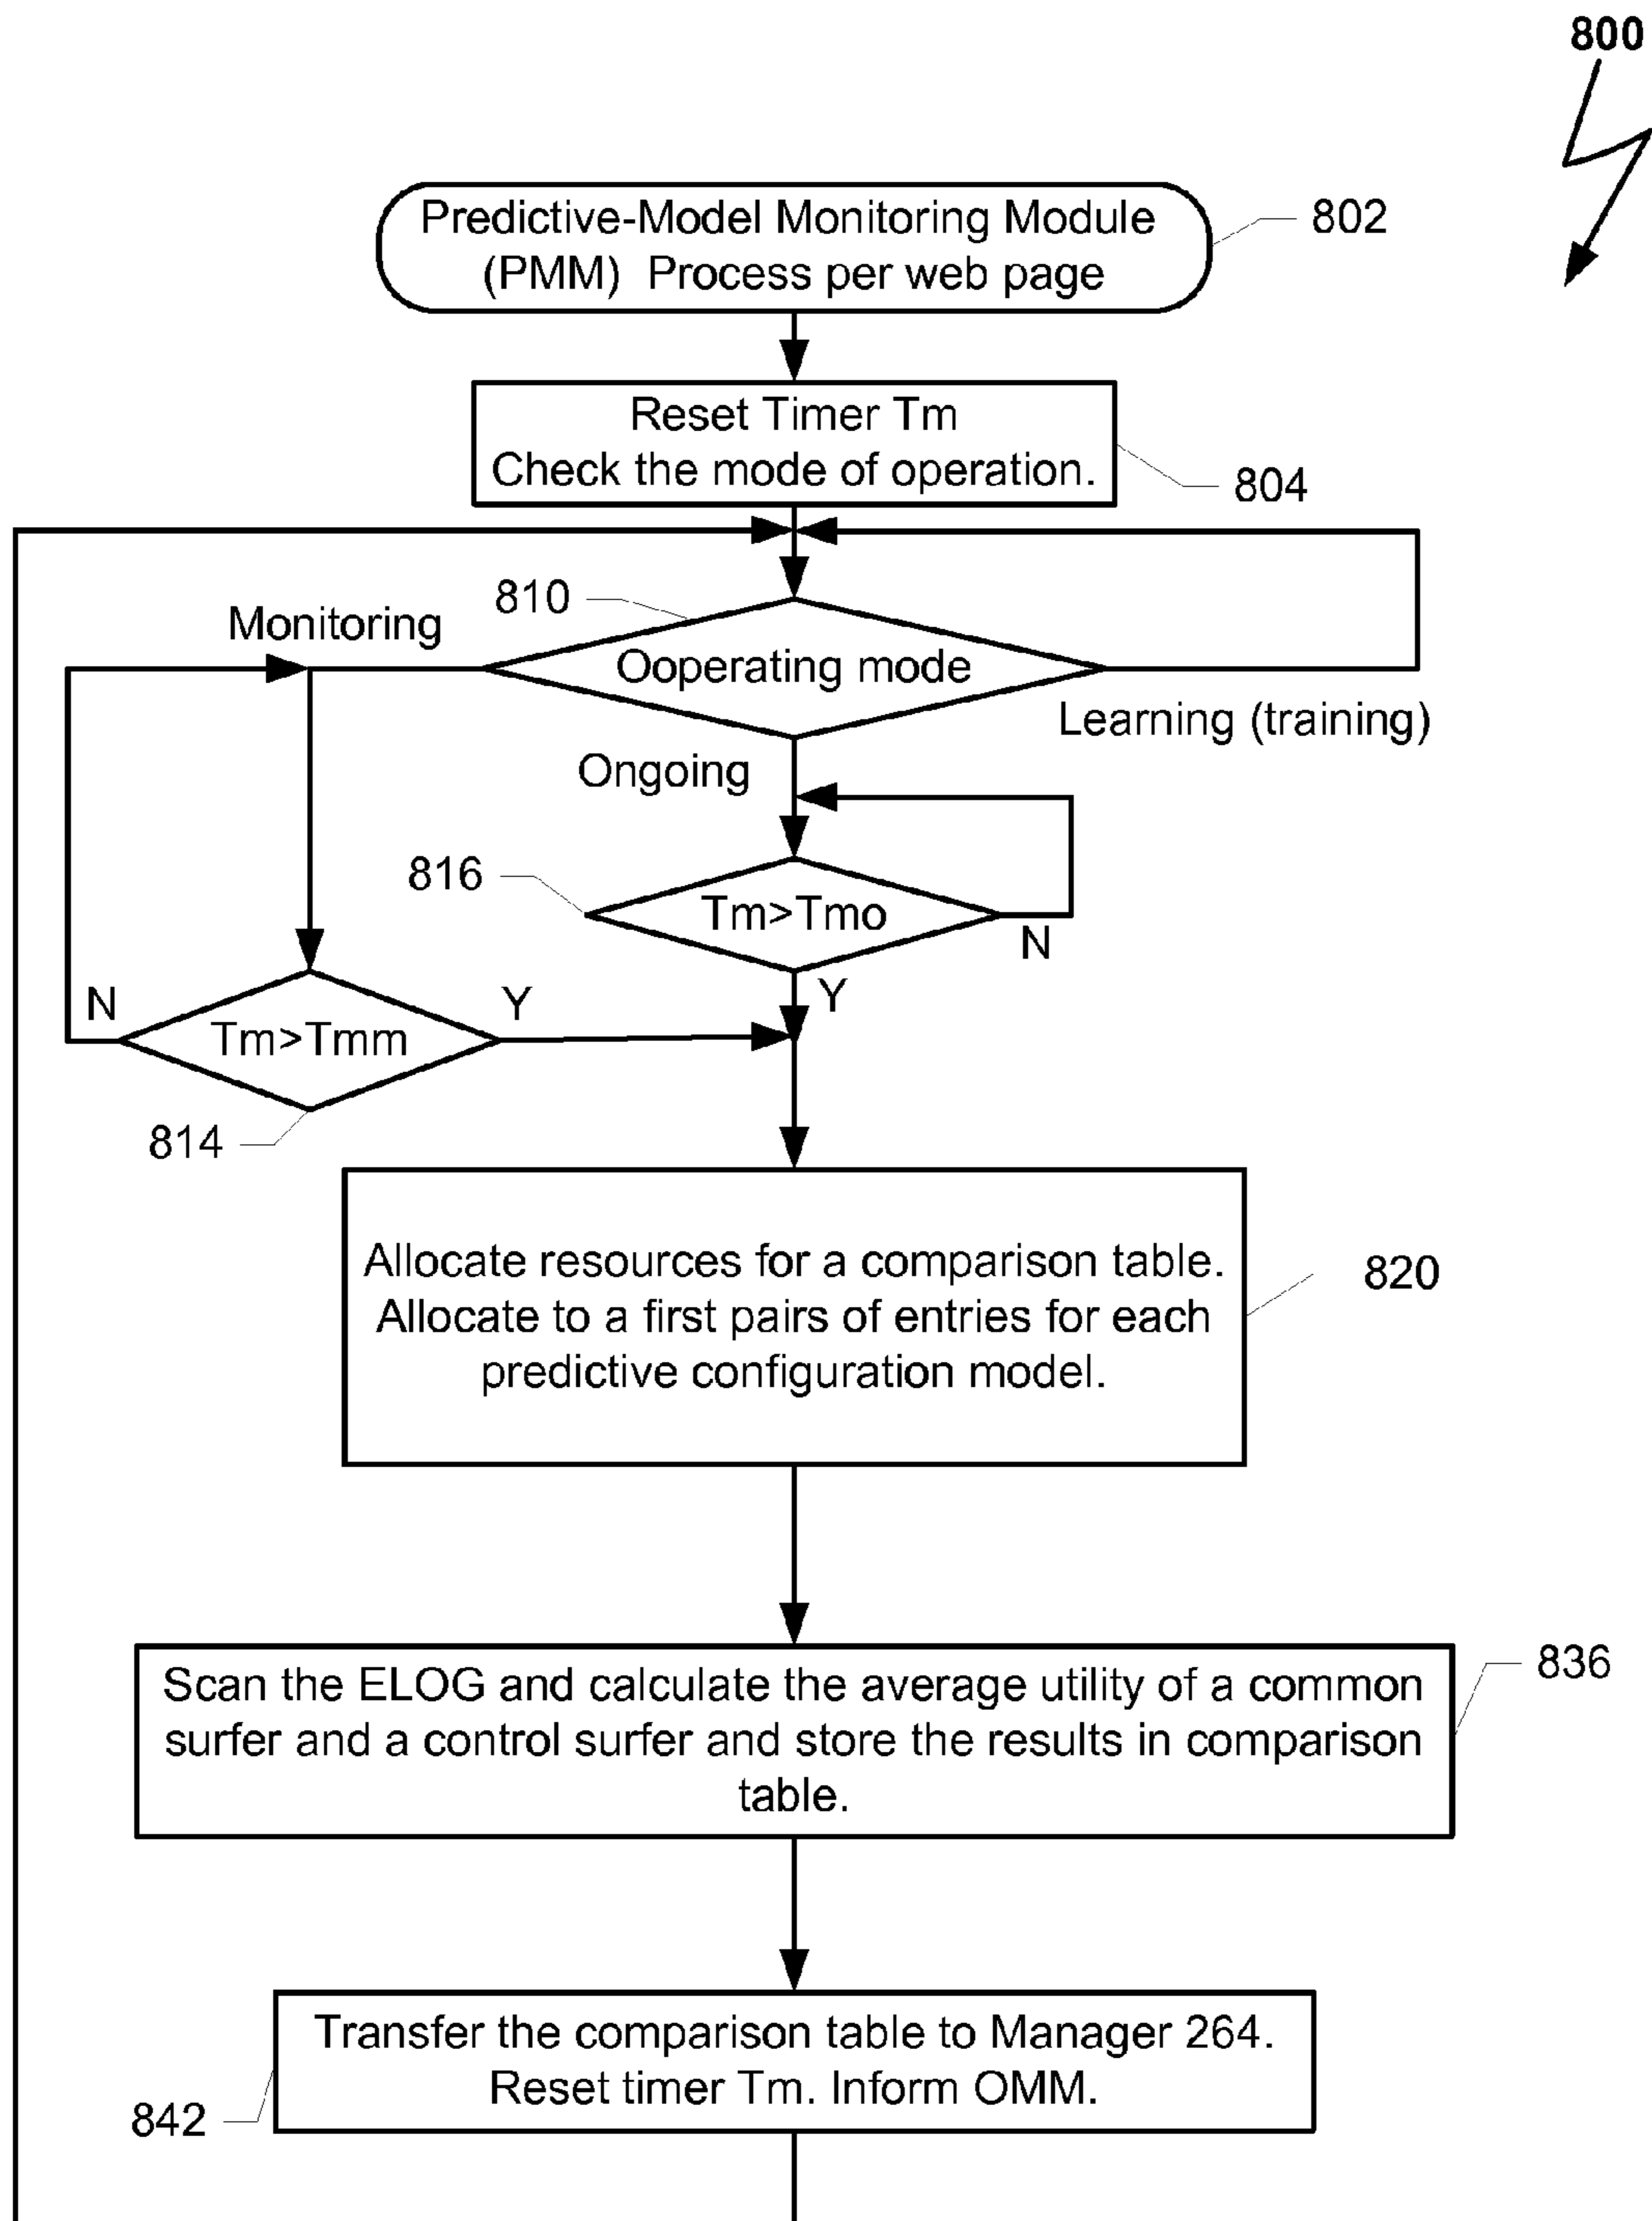 800
Predictive-Model Monitoring Module
(PMM) Process per web page
802
Reset Timer Tm
Check the mode of operation.
804
810
Monitoring
Ooperating mode
Learning (training)
Ongoing
816
Tm>Tmo
N
Y
N
Y
Tm>Tmm
814
Allocate resources for a comparison table.
Allocate to a first pairs of entries for each
predictive configuration model.
820
Scan the ELOG and calculate the average utility of a common
surfer and a control surfer and store the results in comparison
table.
836
Transfer the comparison table to Manager 264.
Reset timer Tm. Inform OMM.
842